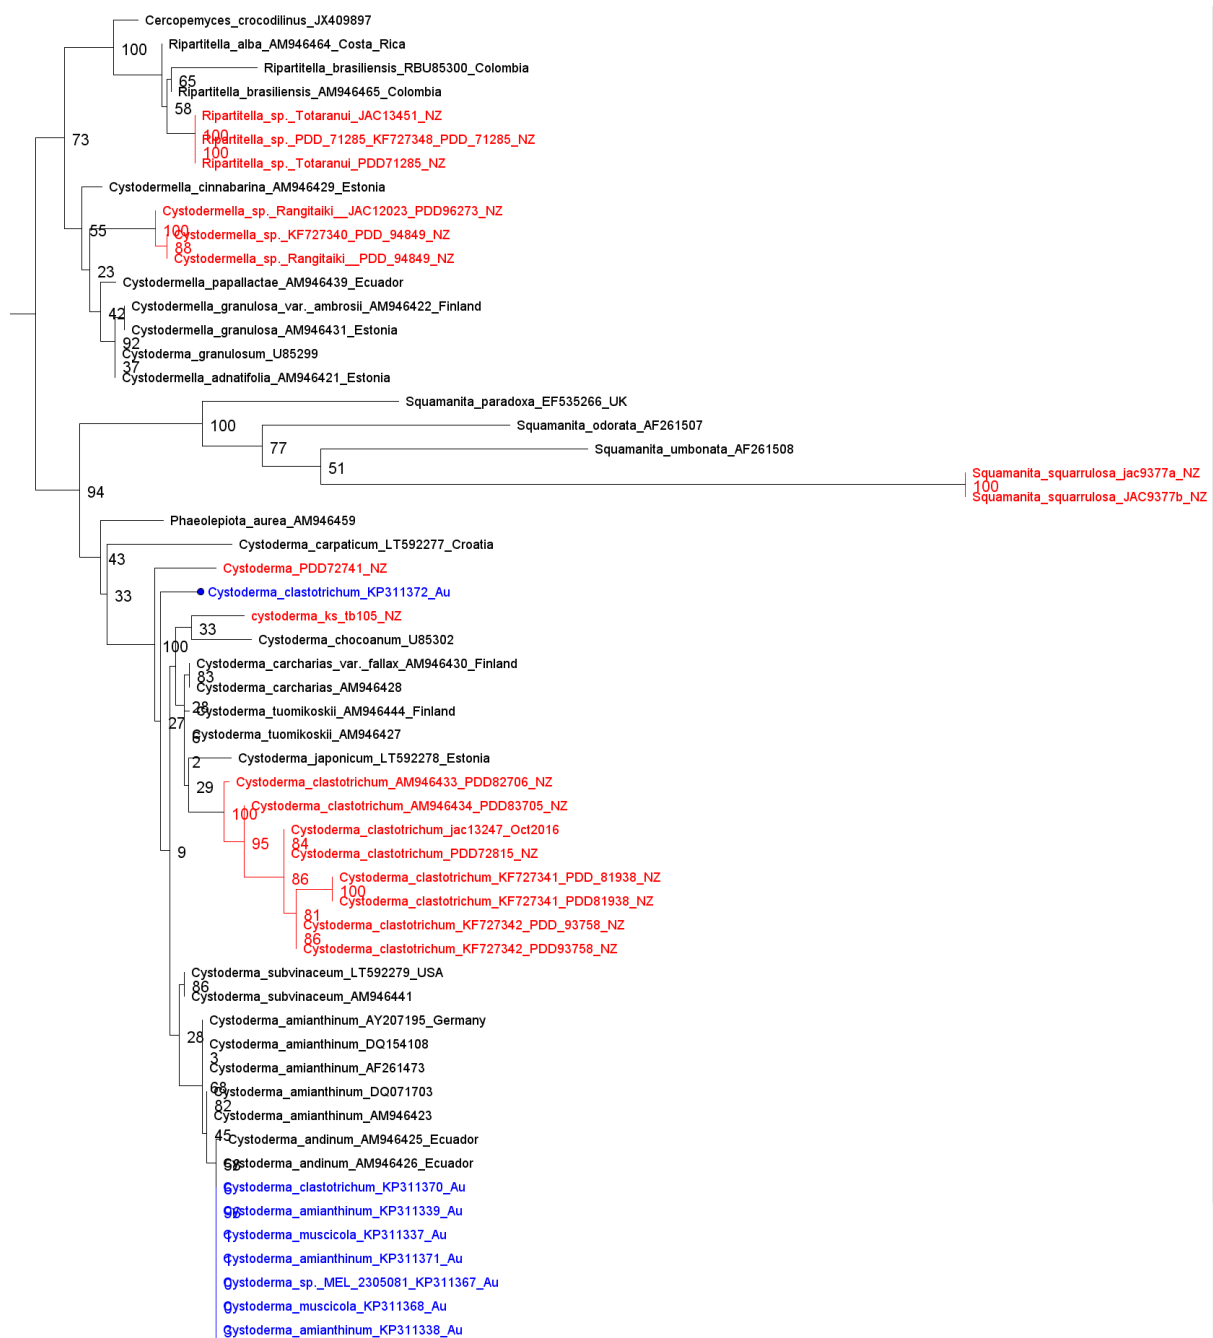 Cercopemyces_crocodilinus_JX409897
100
Ripartitella_alba_AM946464_Costa_Rica
Ripartitella_brasiliensis_RBU85300_Colombia
65
Ripartitella_brasiliensis_AM946465_Colombia
58
Ripartitella_sp._Totaranui_JAC13451_NZ
100
Ripartitella_sp._PDD_71285_KF727348_PDD_71285_NZ
73
100
Ripartitella_sp._Totaranui_PDD71285_NZ
Cystodermella_cinnabarina_AM946429_Estonia
Cystodermella_sp._Rangitaiki__JAC12023_PDD96273_NZ
55
100
Cystodermella_sp._KF727340_PDD_94849_NZ
88
Cystodermella_sp._Rangitaiki__PDD_94849_NZ
23
Cystodermella_papallactae_AM946439_Ecuador
Cystodermella_granulosa_var._ambrosii_AM946422_Finland
42
Cystodermella_granulosa_AM946431_Estonia
92
Cystoderma_granulosum_U85299
37
Cystodermella_adnatifolia_AM946421_Estonia
Squamanita_paradoxa_EF535266_UK
100
Squamanita_odorata_AF261507
77
Squamanita_umbonata_AF261508
51
Squamanita_squarrulosa_jac9377a_NZ
100
94
Squamanita_squarrulosa_JAC9377b_NZ
Phaeolepiota_aurea_AM946459
Cystoderma_carpaticum_LT592277_Croatia
43
Cystoderma_PDD72741_NZ
Cystoderma_clastotrichum_KP311372_Au
33
cystoderma_ks_tb105_NZ
33
Cystoderma_chocoanum_U85302
100
Cystoderma_carcharias_var._fallax_AM946430_Finland
83
Cystoderma_carcharias_AM946428
28
Cystoderma_tuomikoskii_AM946444_Finland
27
6
Cystoderma_tuomikoskii_AM946427
Cystoderma_japonicum_LT592278_Estonia
2
Cystoderma_clastotrichum_AM946433_PDD82706_NZ
29
Cystoderma_clastotrichum_AM946434_PDD83705_NZ
100
Cystoderma_clastotrichum_jac13247_Oct2016
95
84
Cystoderma_clastotrichum_PDD72815_NZ
9
Cystoderma_clastotrichum_KF727341_PDD_81938_NZ
86
100
Cystoderma_clastotrichum_KF727341_PDD81938_NZ
81
Cystoderma_clastotrichum_KF727342_PDD_93758_NZ
86
Cystoderma_clastotrichum_KF727342_PDD93758_NZ
Cystoderma_subvinaceum_LT592279_USA
86
Cystoderma_subvinaceum_AM946441
Cystoderma_amianthinum_AY207195_Germany
28
Cystoderma_amianthinum_DQ154108
3
Cystoderma_amianthinum_AF261473
68
Cystoderma_amianthinum_DQ071703
82
Cystoderma_amianthinum_AM946423
45
Cystoderma_andinum_AM946425_Ecuador
Cystoderma_andinum_AM946426_Ecuador
Cystoderma_clastotrichum_KP311370_Au
Cystoderma_amianthinum_KP311339_Au
Cystoderma_muscicola_KP311337_Au
Cystoderma_amianthinum_KP311371_Au
Cystoderma_sp._MEL_2305081_KP311367_Au
Cystoderma_muscicola_KP311368_Au
Cystoderma_amianthinum_KP311338_Au